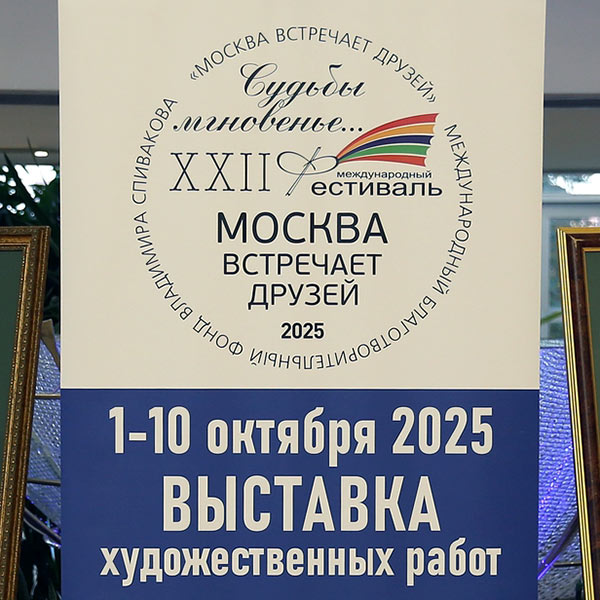 «МОСКВА ВСТРЕЧАЕТ ДРУЗЕЙ»
МЕЖДУНАРОДНЫЙ БЛАГОТВОРИТЕЛЬНЫЙ ФОНД ВЛАДИМИРА СПИВАКОВА
Судьбы
мгновенье...
XXII
МЕЖДУНАРОДНЫЙ
ФЕСТИВАЛЬ
МОСКВА
ВСТРЕЧАЕТ
ДРУЗЕЙ
2025
1-10 октября 2025
ВЫСТАВКА
художественных работ